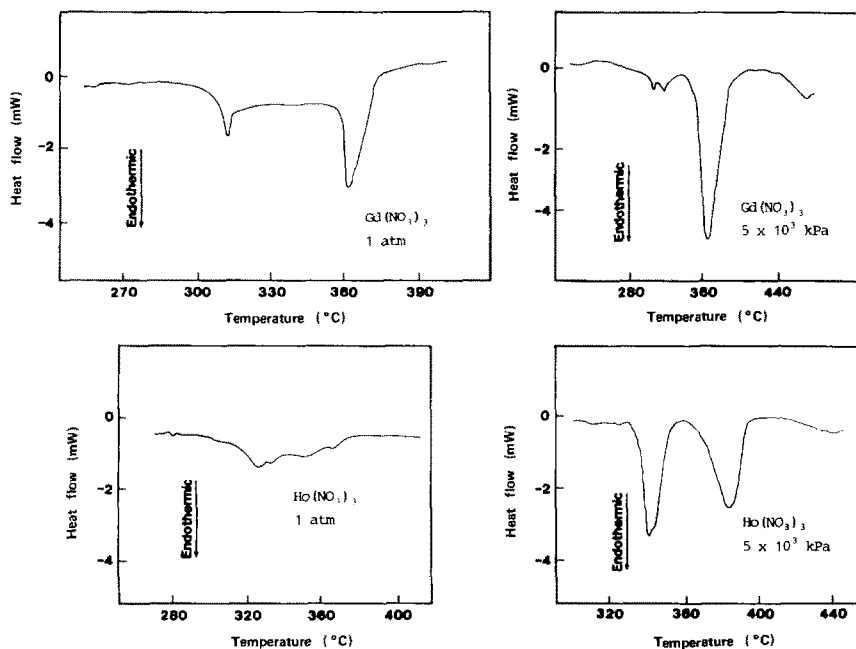 0
-2
-4
Heat flow (mW)
Endothermic
Gd(NO₃)₃
1 atm
270 300 330 360 390
Temperature (°C)
0
-2
-4
Heat flow (mW)
Endothermic
Gd(NO₃)₃
5 x 10³ kPa
280 360 440
Temperature (°C)
0
-2
-4
Heat flow (mW)
Endothermic
Ho(NO₃)₃
1 atm
280 320 360 400
Temperature (°C)
0
-2
-4
Heat flow (mW)
Endothermic
Ho(NO₃)₃
5 x 10³ kPa
320 360 400 440
Temperature (°C)